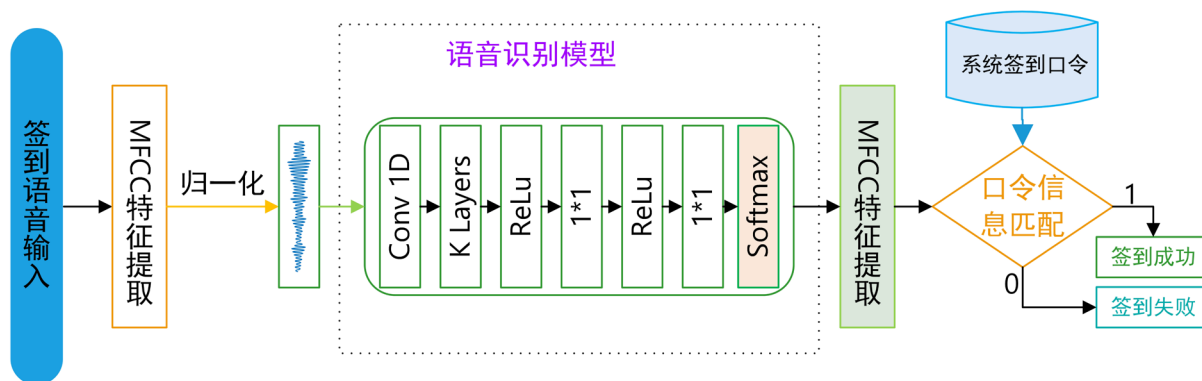 签到语音输入
MFCC特征提取
归一化
语音识别模型
Conv 1D
K Layers
ReLu
1*1
ReLu
1*1
Softmax
MFCC特征提取
系统签到口令
口令信
息匹配
1
签到成功
0
签到失败